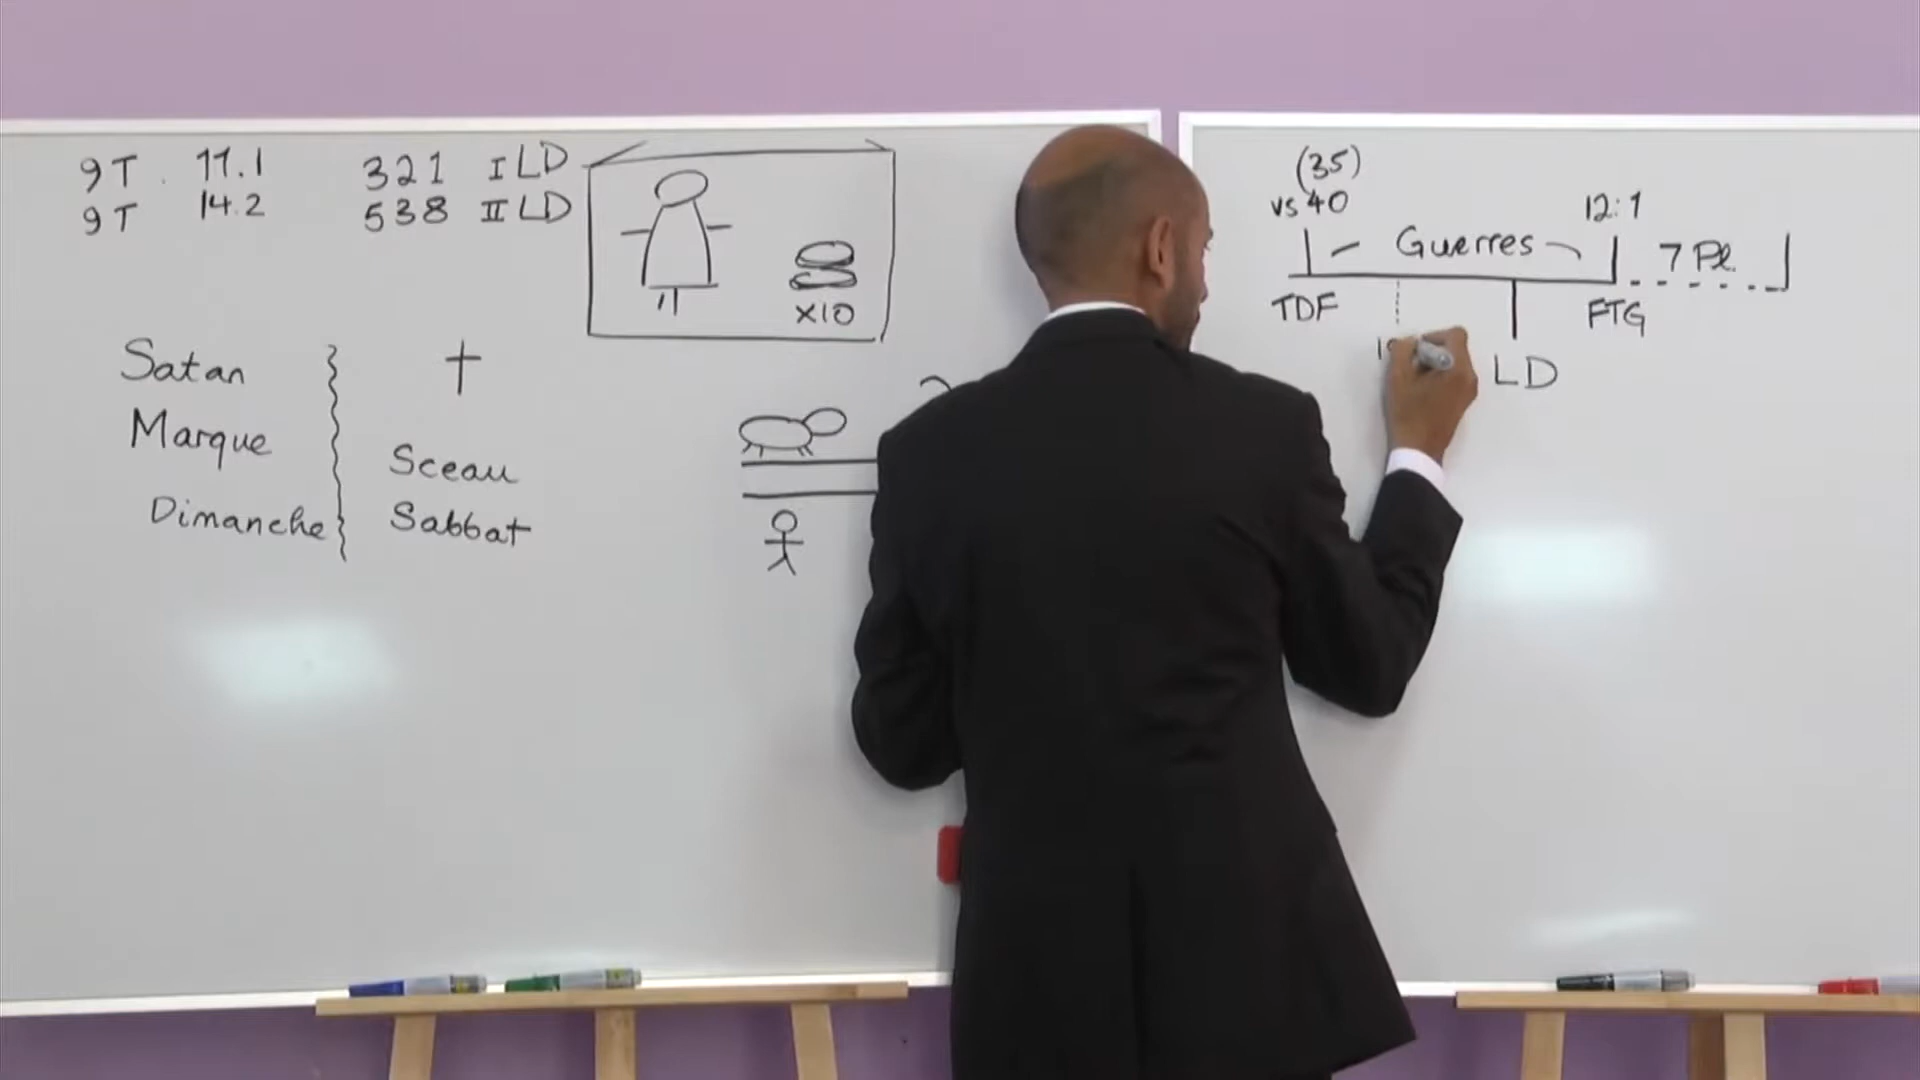 9T 11.1 321 I LD
9T 14.2 538 II LD
x10
Satan
Marque
Sceau
Dimanche Sabbat
(35)
vs 40 12:1
Guerres 7 Pl
TDF FTG
LD